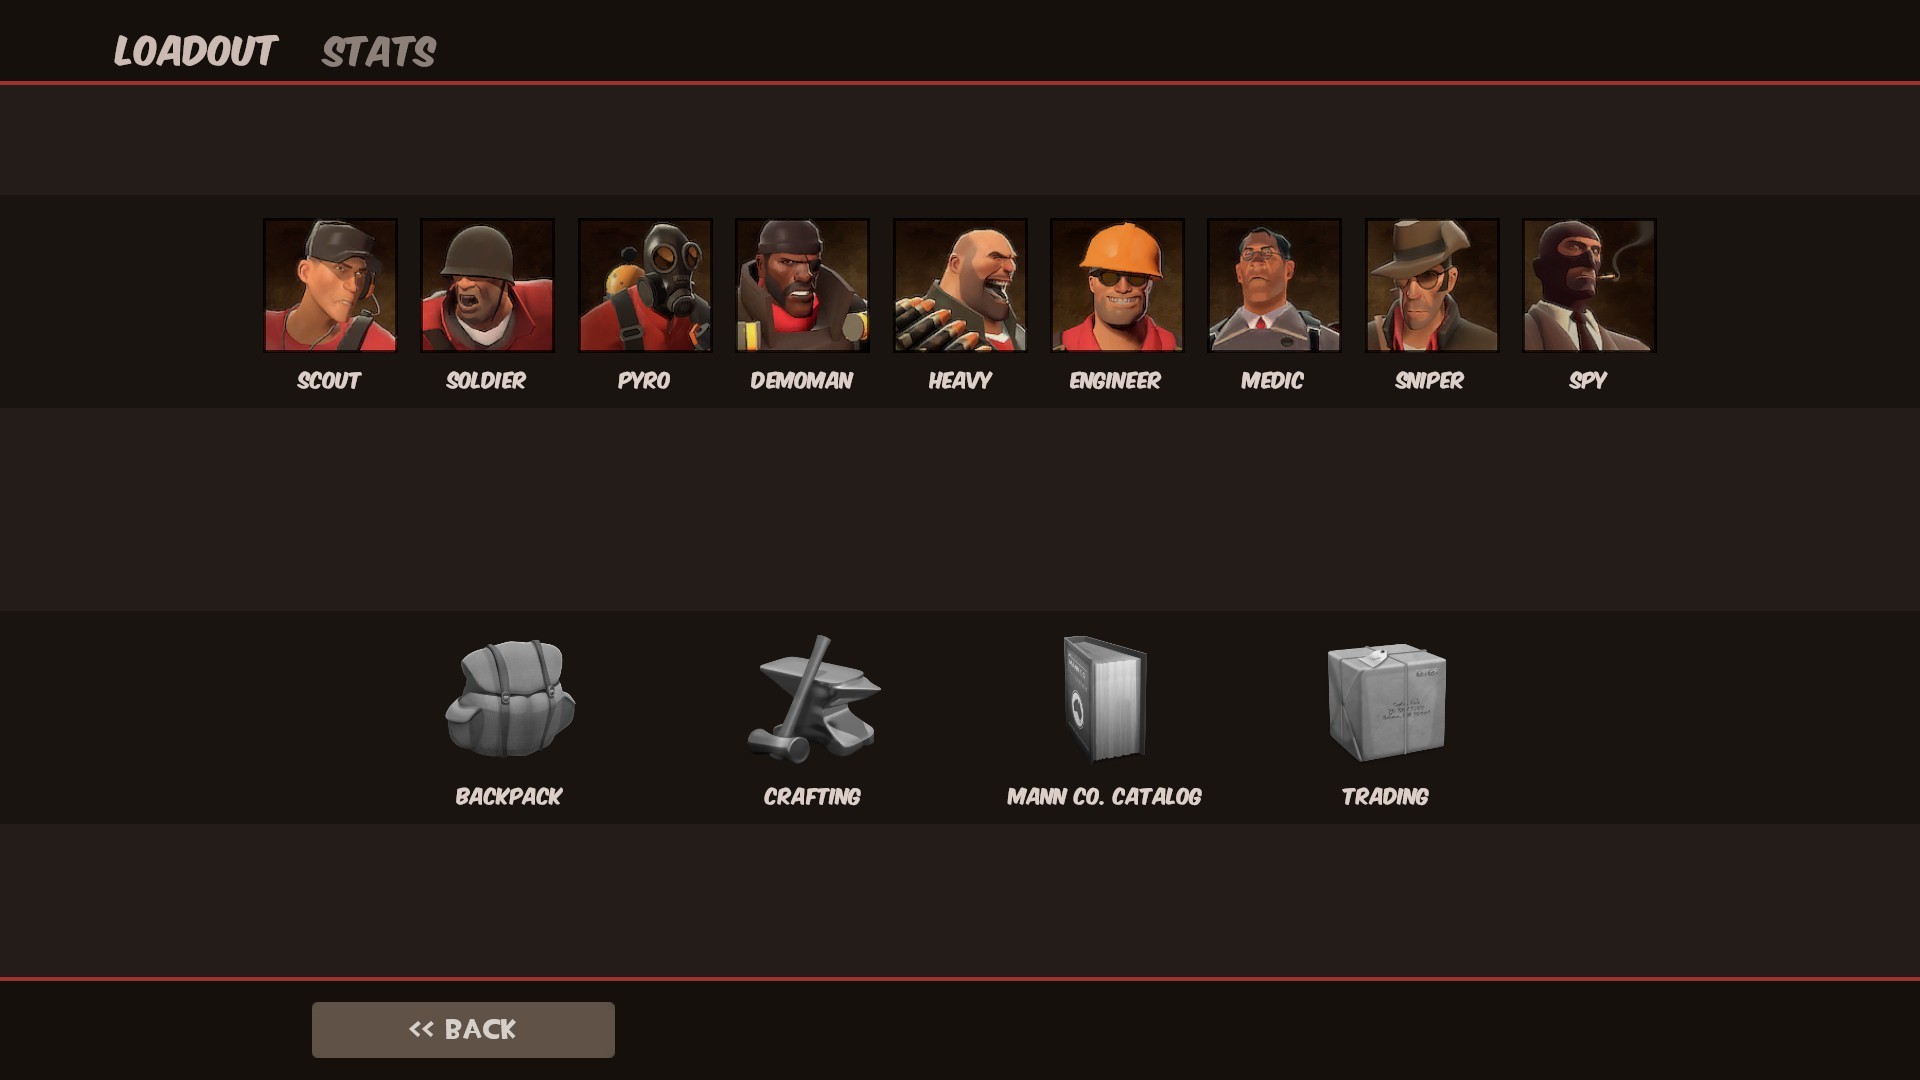 LOADOUT STATS
SCOUT SOLDIER PYRO DEMOMAN HEAVY ENGINEER MEDIC SNIPER SPY
BACKPACK CRAFTING MANN CO. CATALOG TRADING
<< BACK